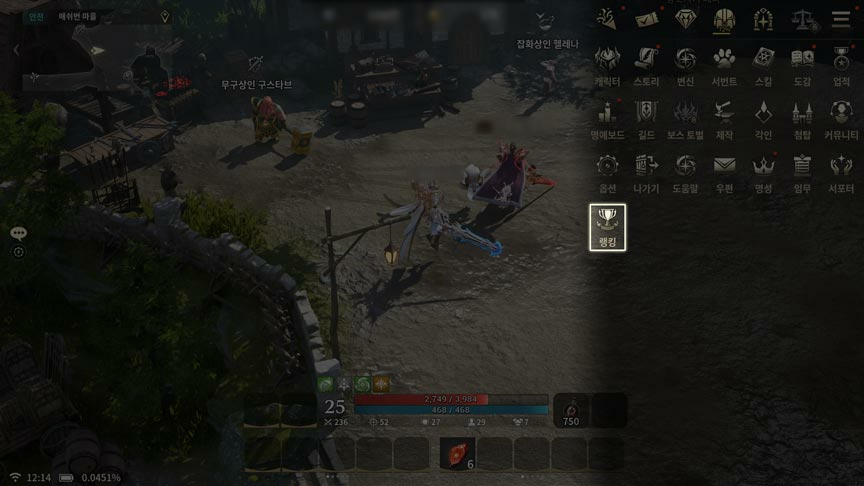 안전 매쉬번 마을
잡화상인 헬레나
무구상인 구스타브
캐릭터 스토리 변신 서번트 스킬 도감 업적
명예보드 길드 보스 토벌 제작 각인 첨탑 커뮤니티
옵션 나가기 도움말 우편 명성 임무 서포터
랭킹
25
2,749 / 3,984
468 / 468
236 52 27 29 7
750
6
12:14 0.0451%